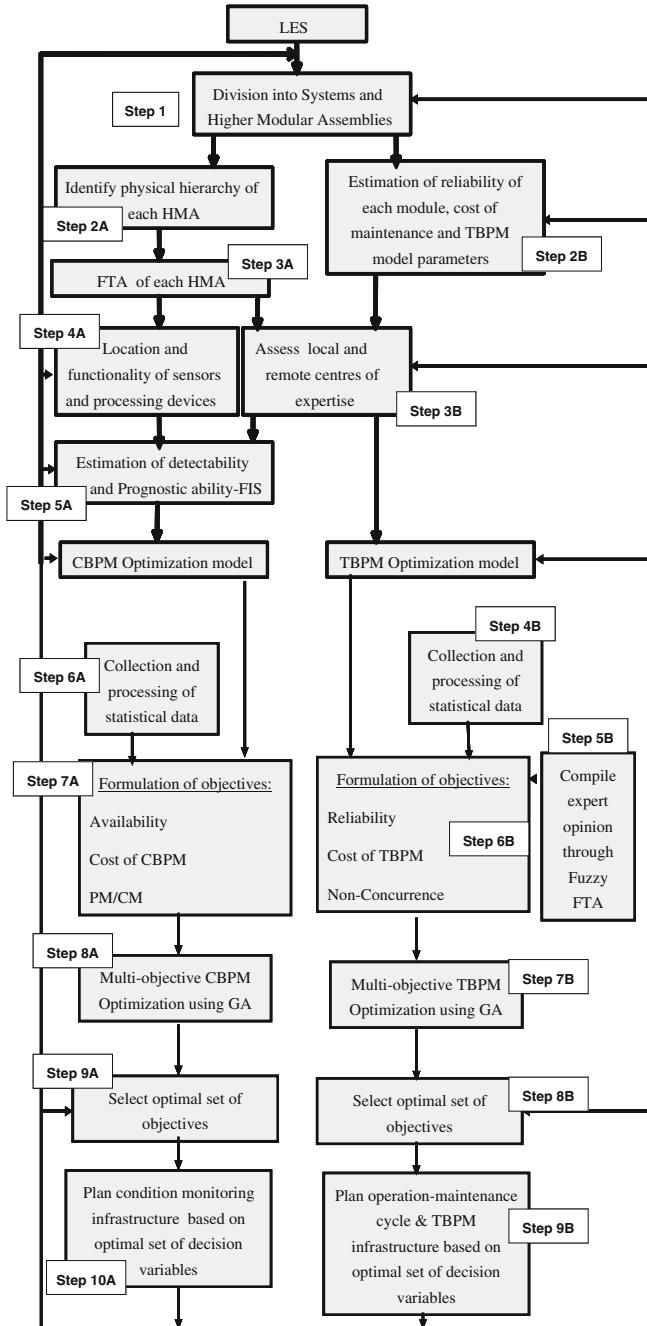 LES
Step 1
Division into Systems and
Higher Modular Assemblies
Identify physical hierarchy of
each HMA
Step 2A
Estimation of reliability of
each module, cost of
maintenance and TBPM
model parameters
Step 2B
Step 3A
FTA of each HMA
Step 4A
Location and
functionality of sensors
and processing devices
Assess local and
remote centres of
expertise
Step 3B
Estimation of detectability
and Prognostic ability-FIS
Step 5A
CBPM Optimization model
TBPM Optimization model
Step 4B
Collection and
processing of
statistical data
Step 6A
Collection and
processing of
statistical data
Step 5B
Compile
expert
opinion
through
Fuzzy
FTA
Step 7A
Formulation of objectives:
Availability
Cost of CBPM
PM/CM
Formulation of objectives:
Reliability
Step 6B
Cost of TBPM
Non-Concurrence
Step 8A
Multi-objective CBPM
Optimization using GA
Step 7B
Multi-objective TBPM
Optimization using GA
Step 9A
Select optimal set of
objectives
Step 8B
Select optimal set of
objectives
Plan condition monitoring
infrastructure based on
optimal set of decision
variables
Step 10A
Plan operation-maintenance
cycle & TBPM
infrastructure based on
optimal set of decision
variables
Step 9B